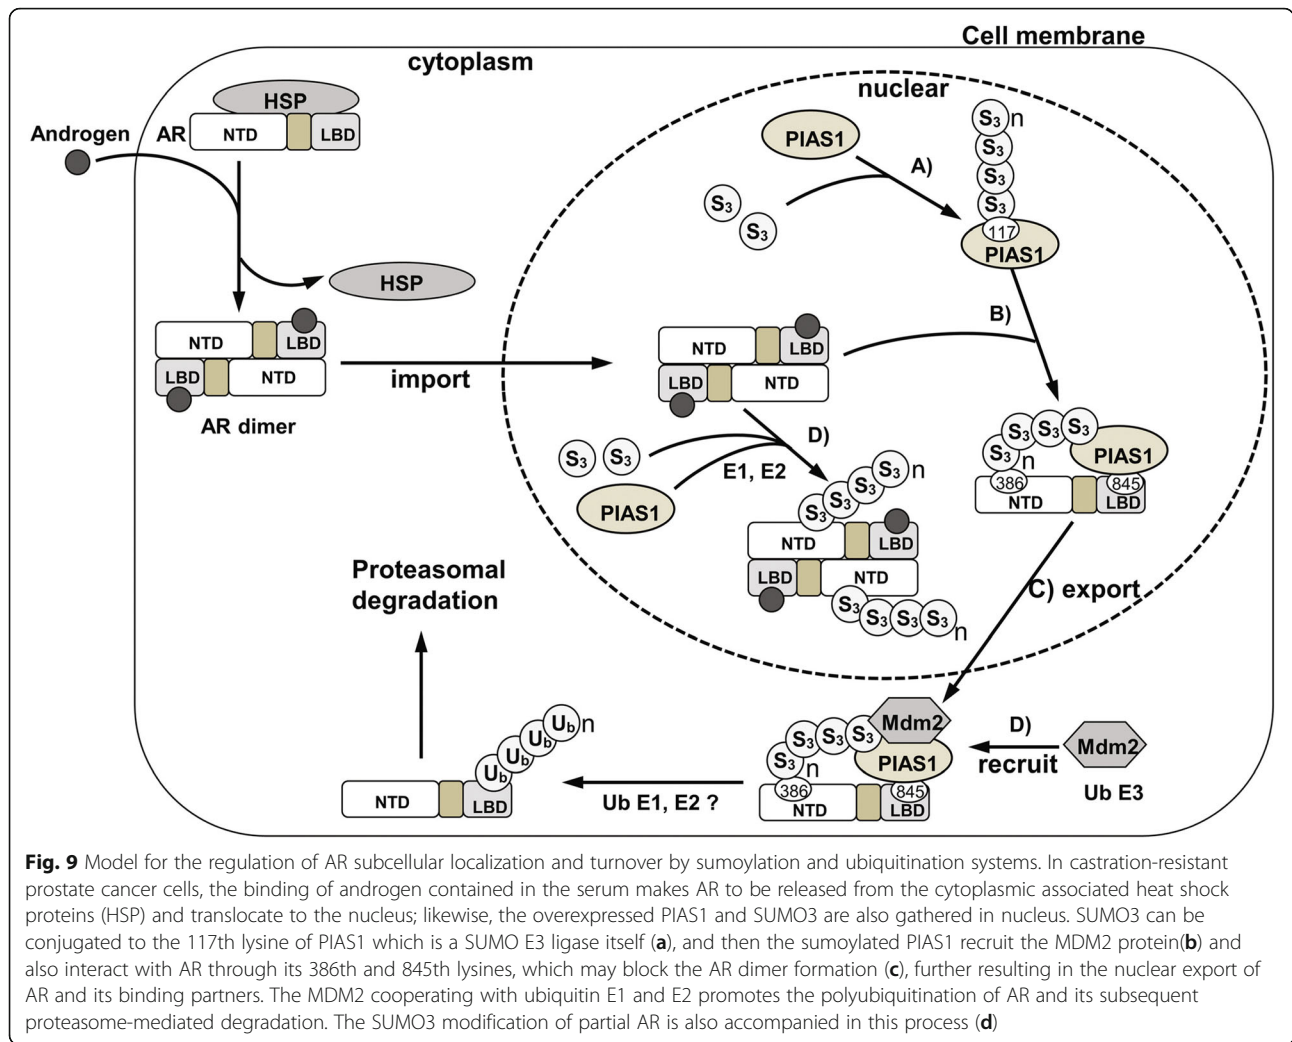 Cell membrane
cytoplasm
nuclear
HSP
Androgen
AR
NTD
LBD
PIAS1
A)
S3
S3
S3 n
S3
S3
S3
117
PIAS1
HSP
B)
NTD
LBD
LBD
NTD
AR dimer
import
NTD
LBD
LBD
NTD
D)
S3
S3
E1, E2
PIAS1
S3
S3
S3
S3 n
NTD
LBD
LBD
NTD
S3
S3
S3
S3
n
S3
S3
S3
S3
n
PIAS1
386
845
NTD
LBD
C) export
Proteasomal
degradation
Mdm2
S3
S3
S3
S3
n
PIAS1
386
845
NTD
LBD
D)
recruit
Mdm2
Ub E3
Ub E1, E2 ?
Ub
Ub
Ub
Ub n
NTD
LBD
Fig. 9 Model for the regulation of AR subcellular localization and turnover by sumoylation and ubiquitination systems. In castration-resistant
prostate cancer cells, the binding of androgen contained in the serum makes AR to be released from the cytoplasmic associated heat shock
proteins (HSP) and translocate to the nucleus; likewise, the overexpressed PIAS1 and SUMO3 are also gathered in nucleus. SUMO3 can be
conjugated to the 117th lysine of PIAS1 which is a SUMO E3 ligase itself (a), and then the sumoylated PIAS1 recruit the MDM2 protein(b) and
also interact with AR through its 386th and 845th lysines, which may block the AR dimer formation (c), further resulting in the nuclear export of
AR and its binding partners. The MDM2 cooperating with ubiquitin E1 and E2 promotes the polyubiquitination of AR and its subsequent
proteasome-mediated degradation. The SUMO3 modification of partial AR is also accompanied in this process (d)